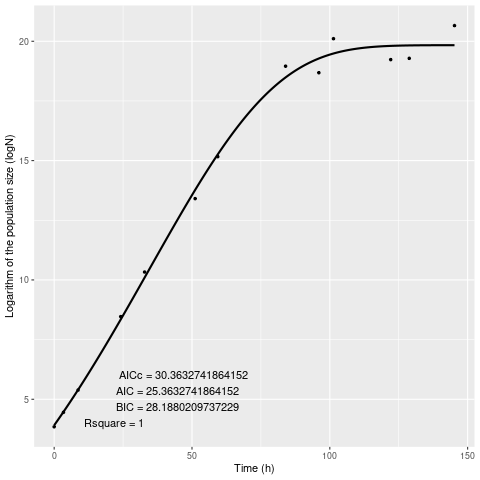 Logarithm of the population size (logN)
20
15
10
5
AICc = 30.3632741864152
AIC = 25.3632741864152
BIC = 28.1880209737229
Rsquare = 1
0 50 100 150
Time (h)